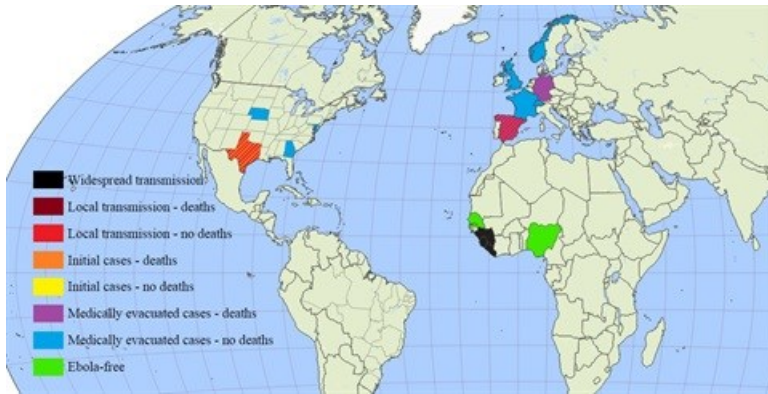 Widespread transmission
Local transmission - deaths
Local transmission - no deaths
Initial cases - deaths
Initial cases - no deaths
Medically evacuated cases - deaths
Medically evacuated cases - no deaths
Ebola-free